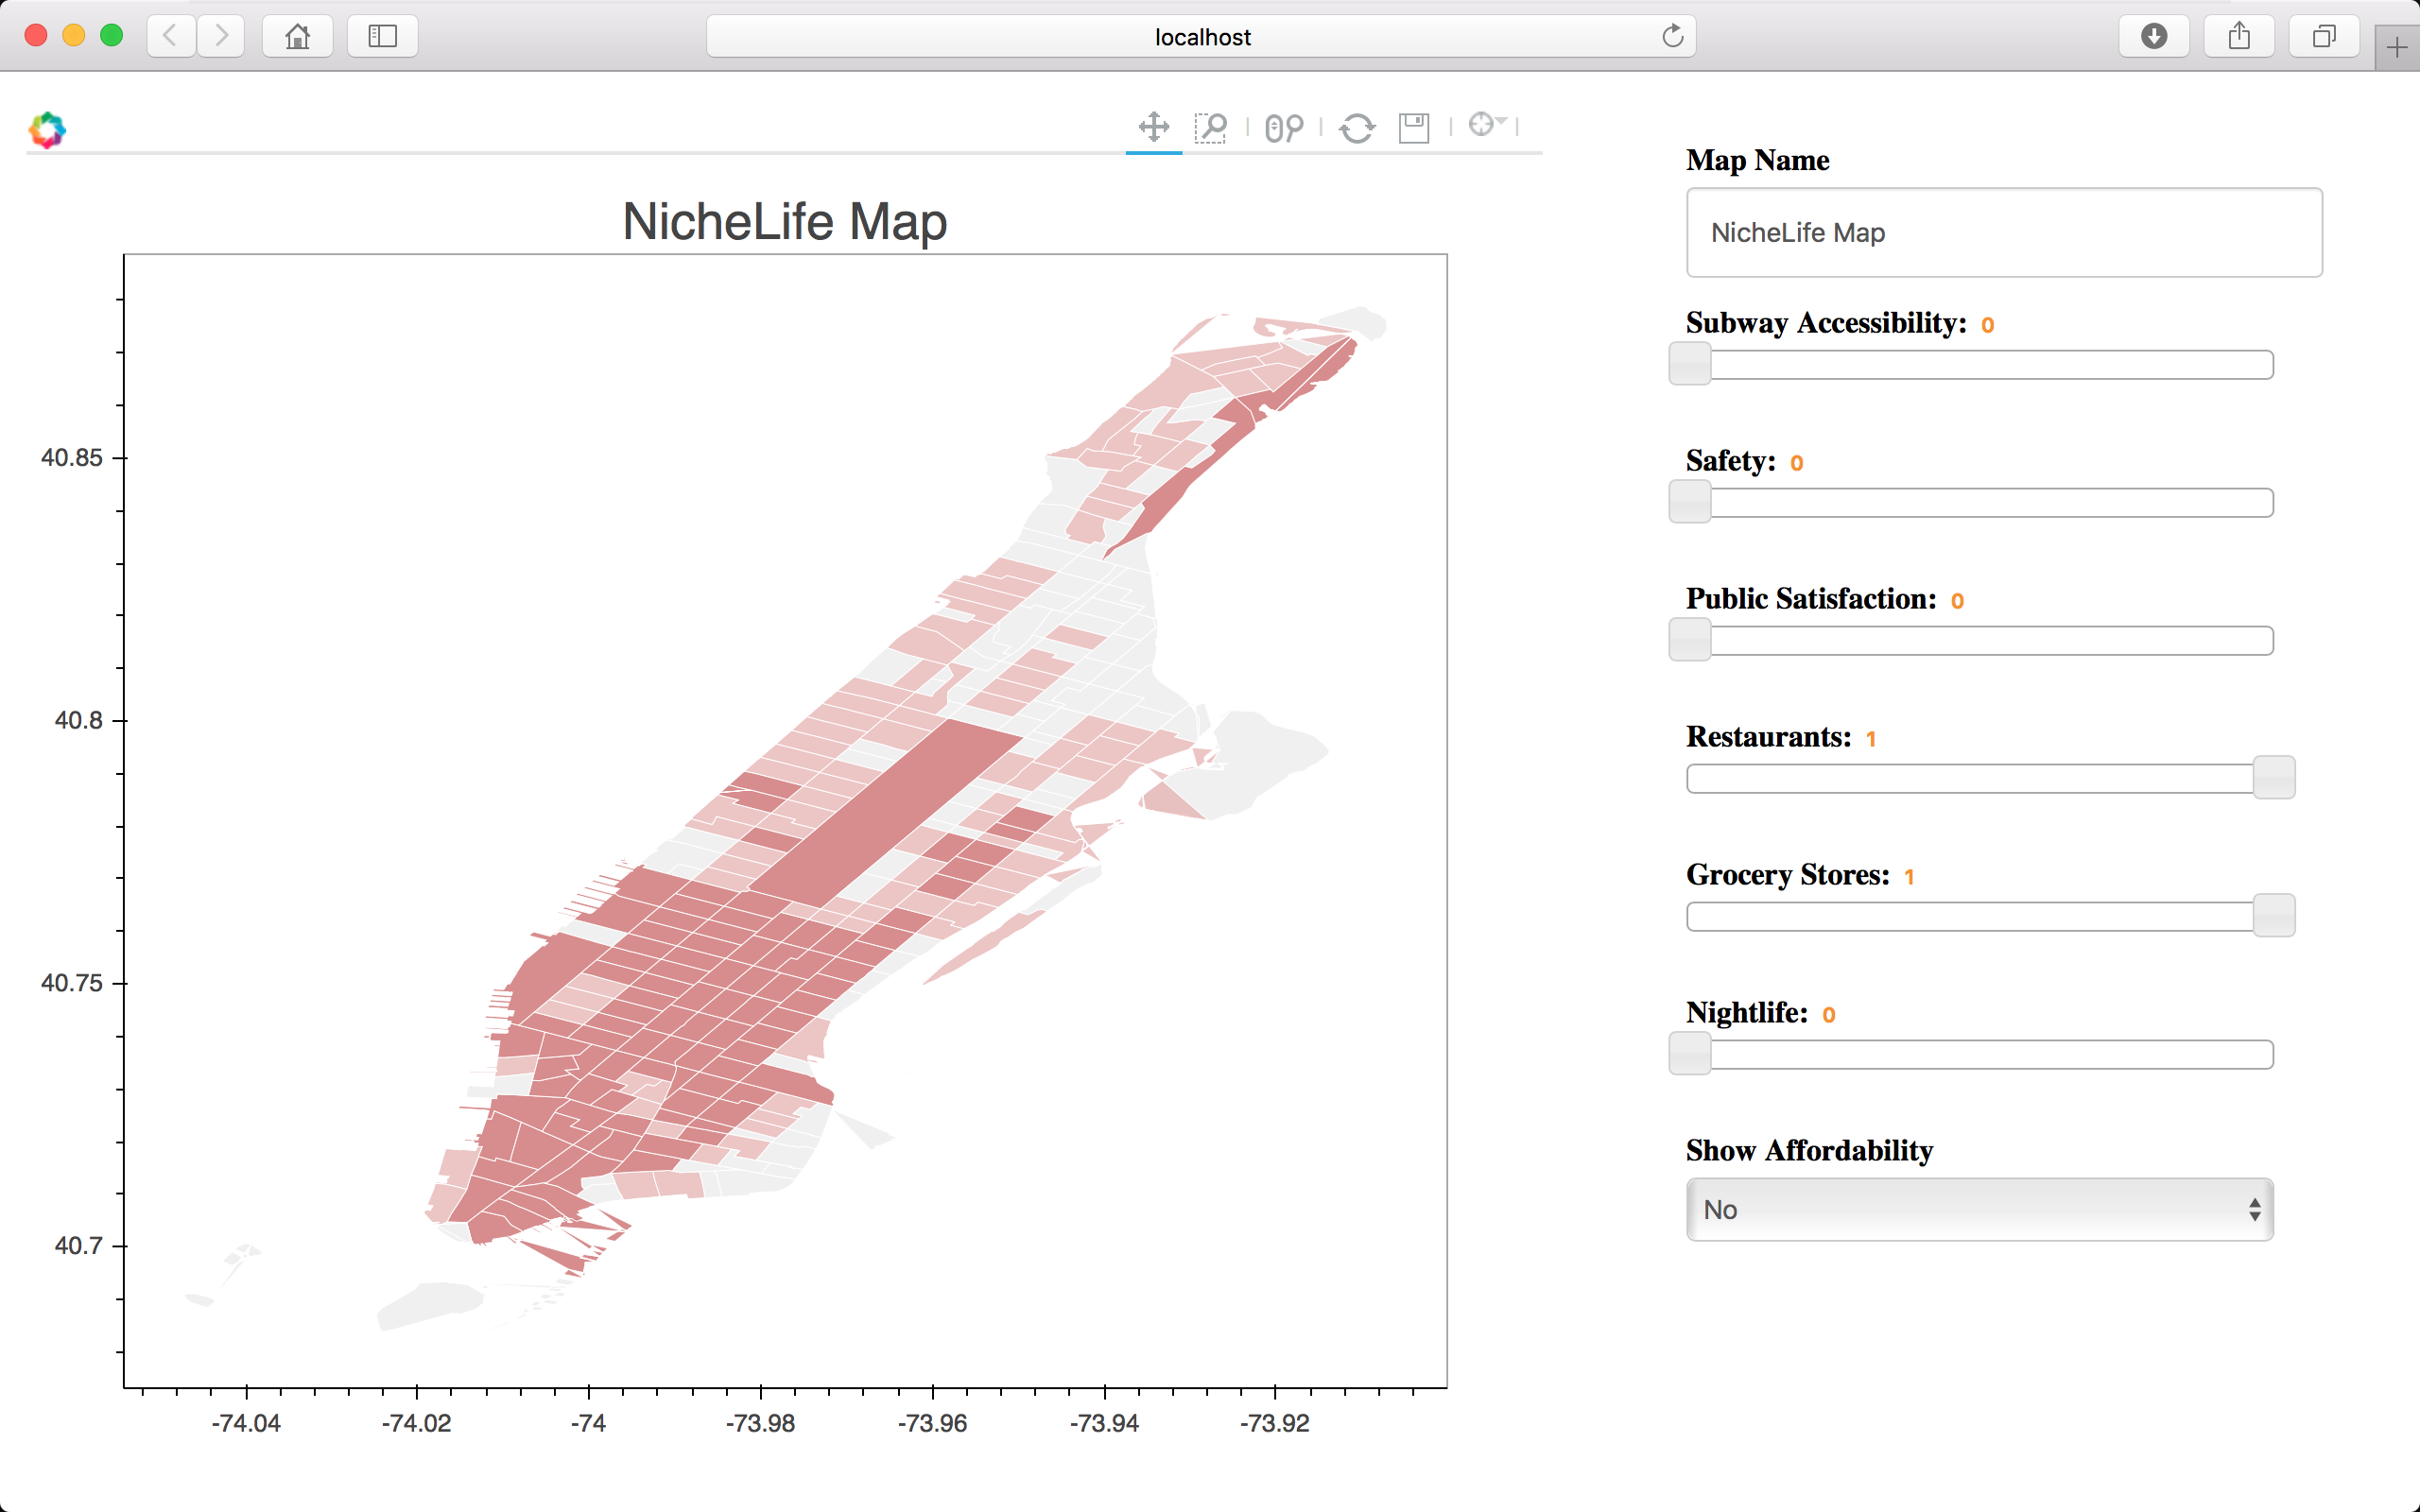 localhost
NicheLife Map
40.85
40.8
40.75
40.7
-74.04 -74.02 -74 -73.98 -73.96 -73.94 -73.92
Map Name
NicheLife Map
Subway Accessibility: 0
Safety: 0
Public Satisfaction: 0
Restaurants: 1
Grocery Stores: 1
Nightlife: 0
Show Affordability
No